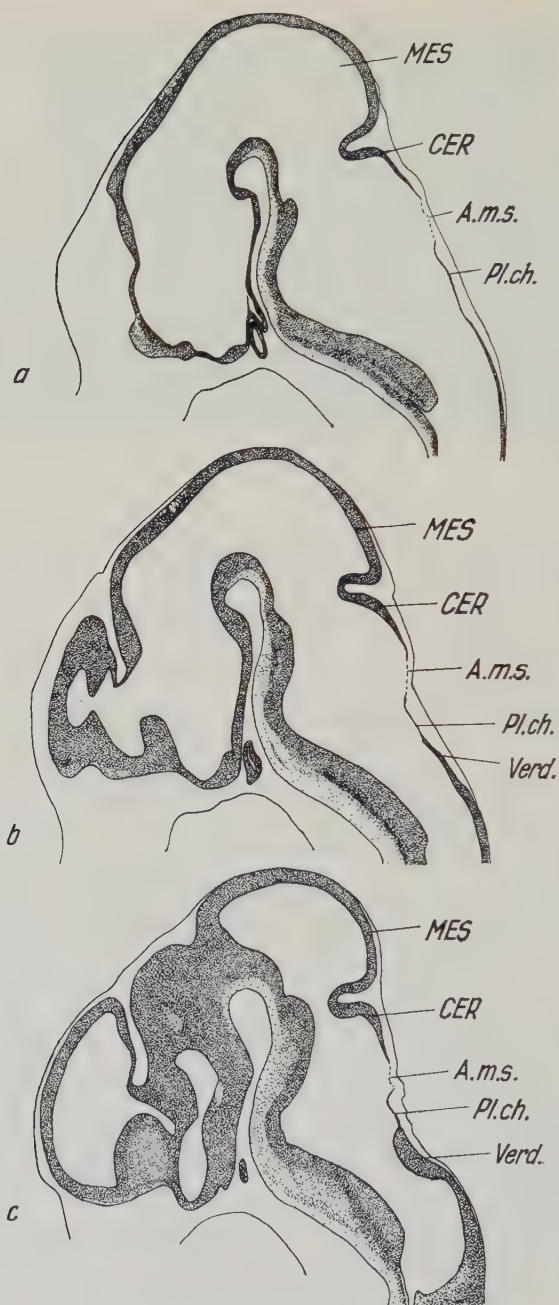 MES
CER
A.m.s.
Pl.ch.
a
MES
CER
A.m.s.
Pl.ch.
Verd.
b
MES
CER
A.m.s.
Pl.ch.
Verd.
c